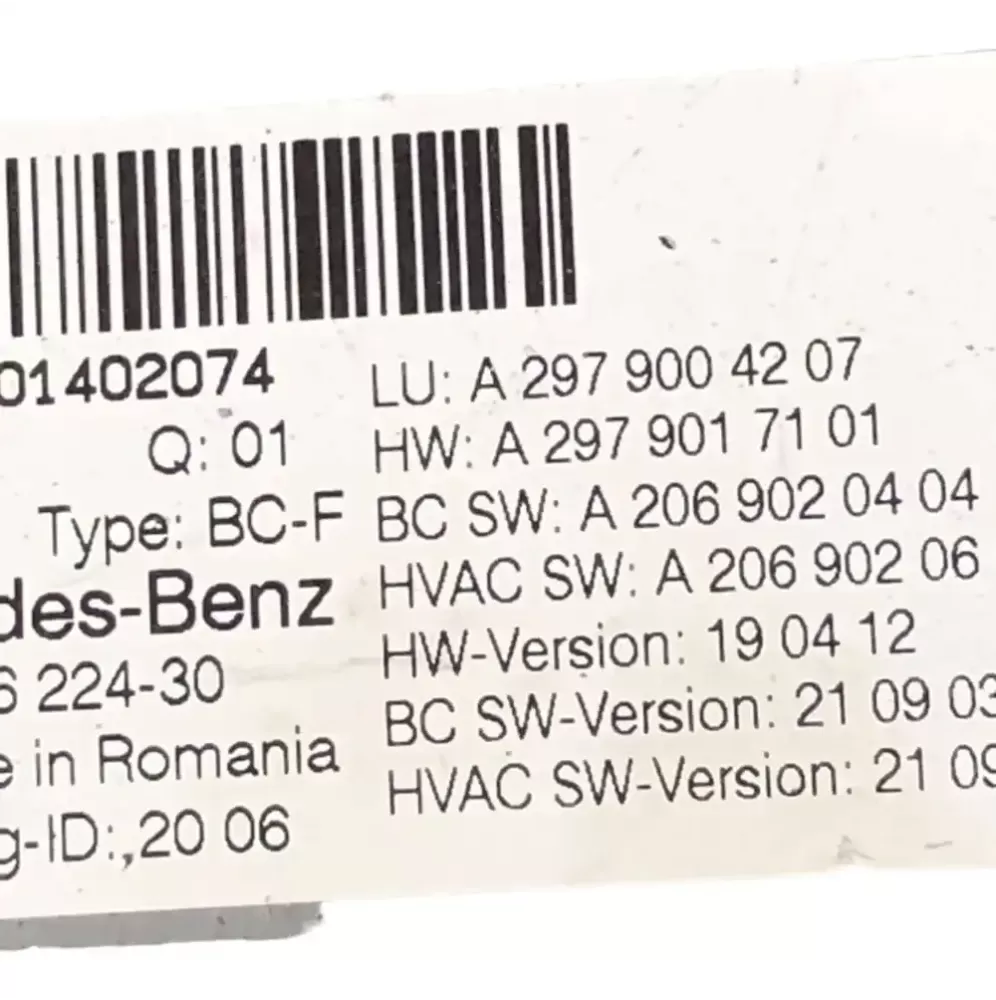 01402074
Q: 01
Type: BC-F
des-Benz
6 224-30
e in Romania
g-ID:,20 06
LU: A 297 900 42 07
HW: A 297 901 71 01
BC SW: A 206 902 04 04
HVAC SW: A 206 902 06
HW-Version: 19 04 12
BC SW-Version: 21 09 03
HVAC SW-Version: 21 09